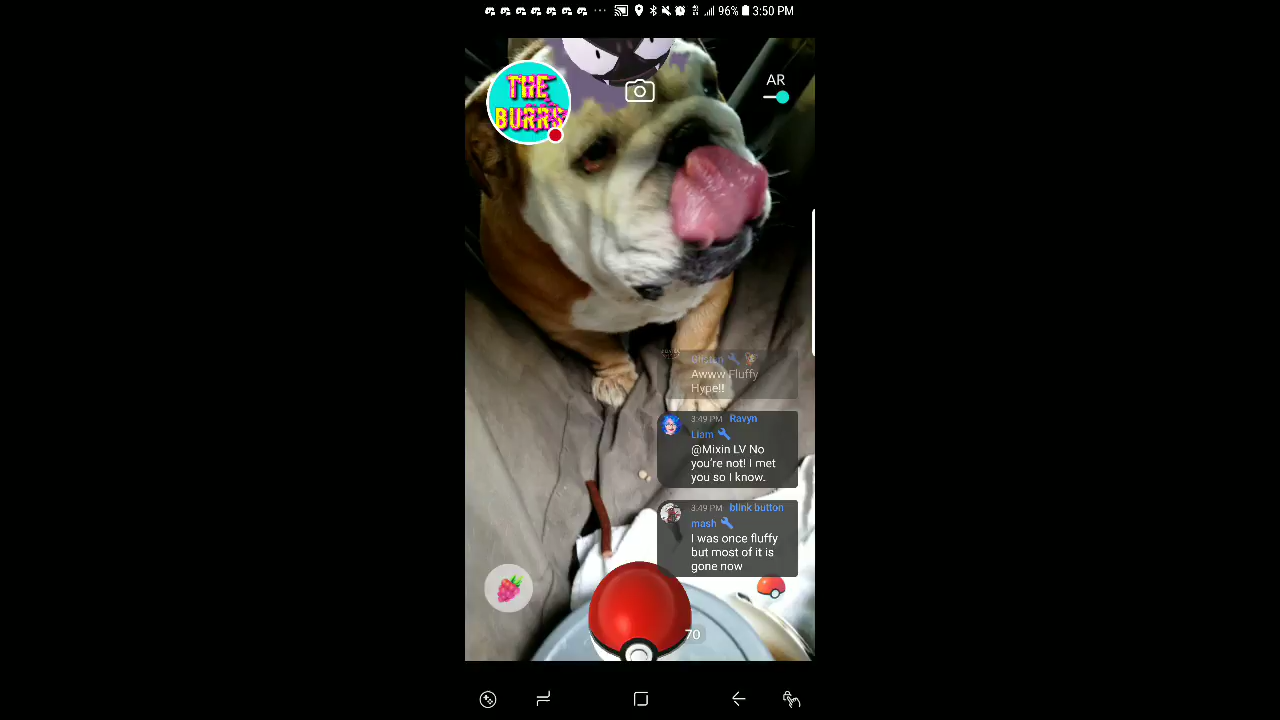 96% 3:50 PM
THE
BURRS
AR
Awww Fluffy
Hype!!
3:49 PM Ravyn
Liam
@Mixin LV No
you're not! I met
you so I know.
3:49 PM blink button
mash
I was once fluffy
but most of it is
gone now
70